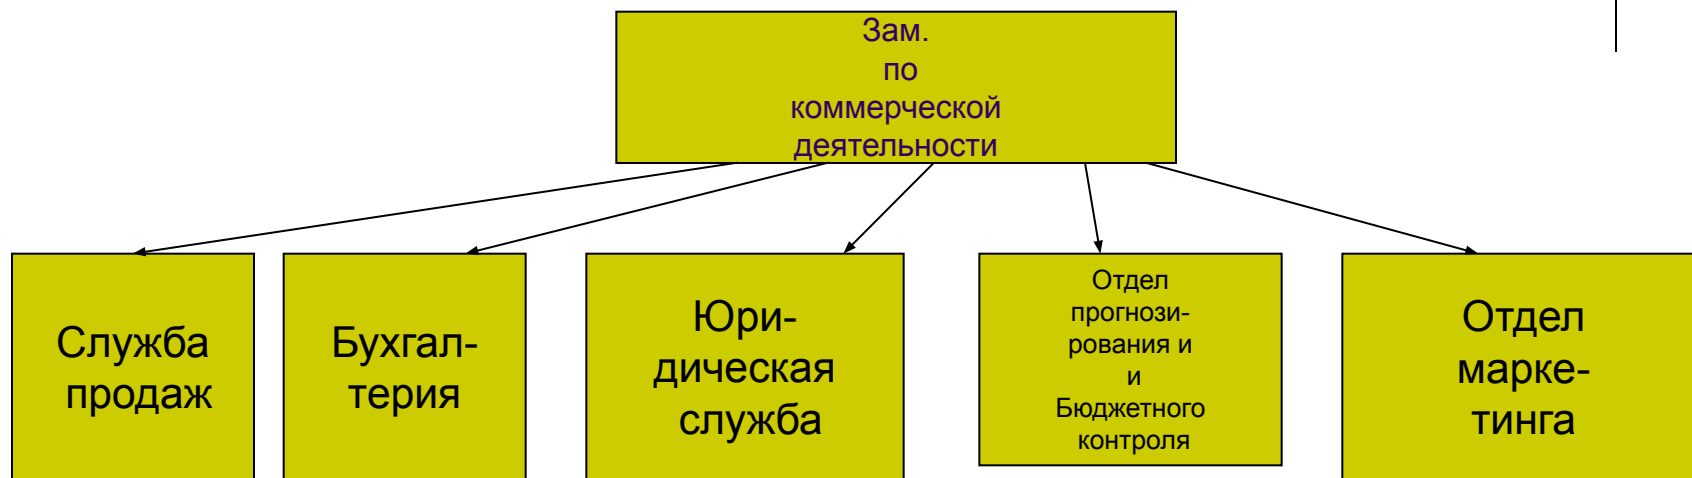 Зам.
по
коммерческой
деятельности
Служба
продаж
Бухгал-
терия
Юри-
дическая
служба
Отдел
прогнози-
рования и
и
Бюджетного
контроля
Отдел
марке-
тинга